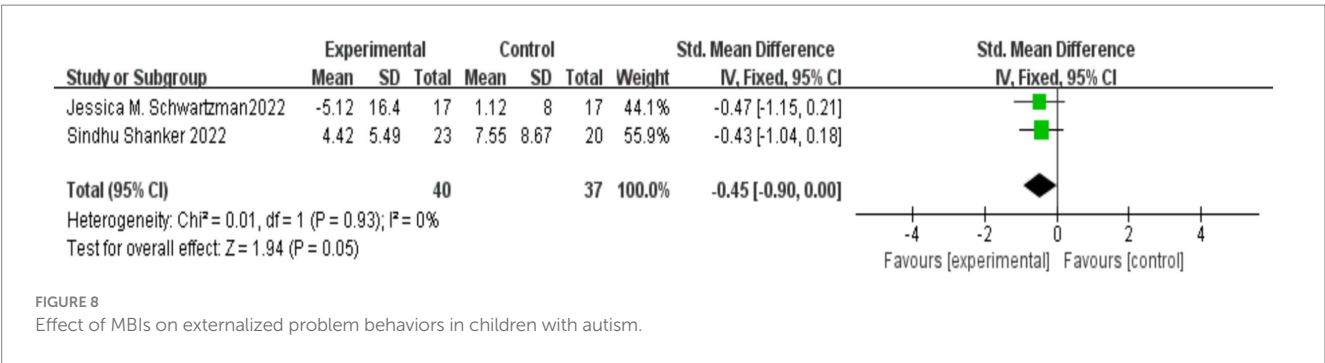 Experimental Control Std. Mean Difference Std. Mean Difference
Study or Subgroup Mean SD Total Mean SD Total Weight IV, Fixed, 95% CI IV, Fixed, 95% CI
Jessica M. Schwartzman2022 -5.12 16.4 17 1.12 8 17 44.1% -0.47 [-1.15, 0.21]
Sindhu Shanker 2022 4.42 5.49 23 7.55 8.67 20 55.9% -0.43 [-1.04, 0.18]
Total (95% CI) 40 37 100.0% -0.45 [-0.90, 0.00]
Heterogeneity: Chi² = 0.01, df = 1 (P = 0.93); I² = 0%
Test for overall effect: Z = 1.94 (P = 0.05)
-4 -2 0 2 4
Favours [experimental] Favours [control]
FIGURE 8
Effect of MBIs on externalized problem behaviors in children with autism.